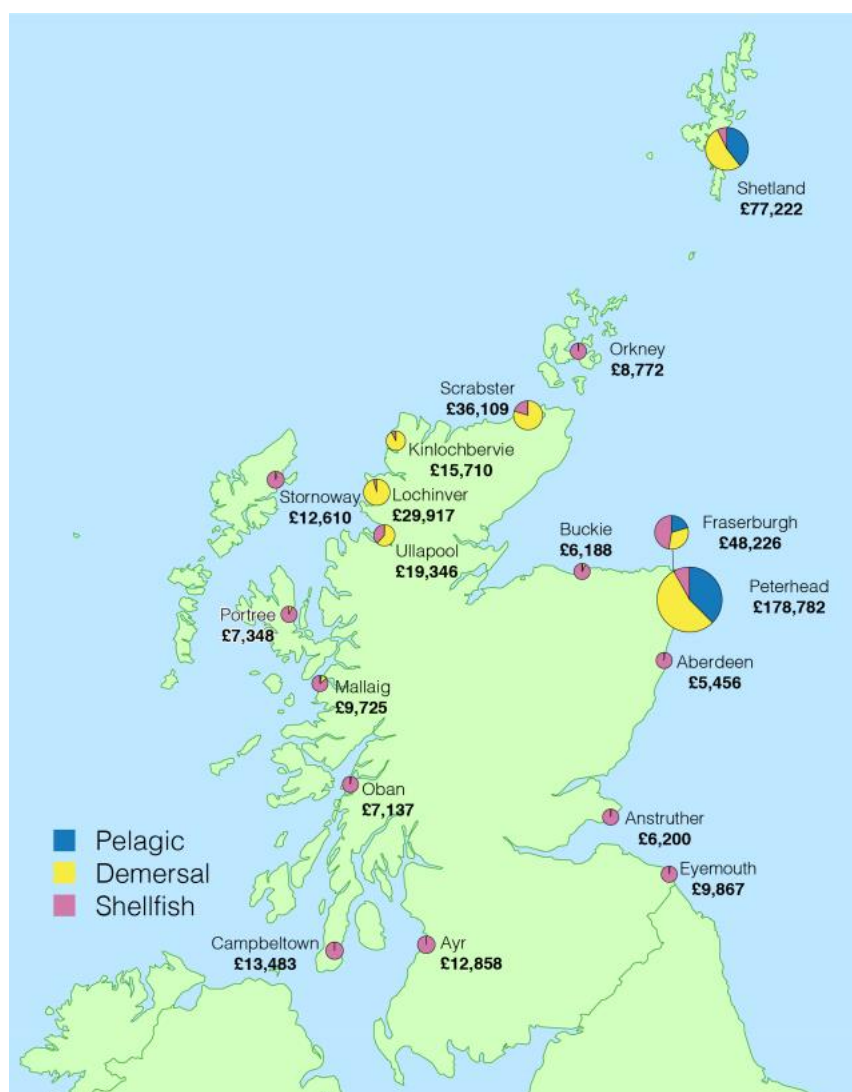 Shetland
£77,222
Orkney
£8,772
Scrabster
£36,109
Kinlochbervie
£15,710
Stornoway
£12,610
Lochinver
£29,917
Ullapool
£19,346
Buckie
£6,188
Fraserburgh
£48,226
Peterhead
£178,782
Portree
£7,348
Aberdeen
£5,456
Mallaig
£9,725
Oban
£7,137
Anstruther
£6,200
Pelagic
Demersal
Shellfish
Eyemouth
£9,867
Campbeltown
£13,483
Ayr
£12,858